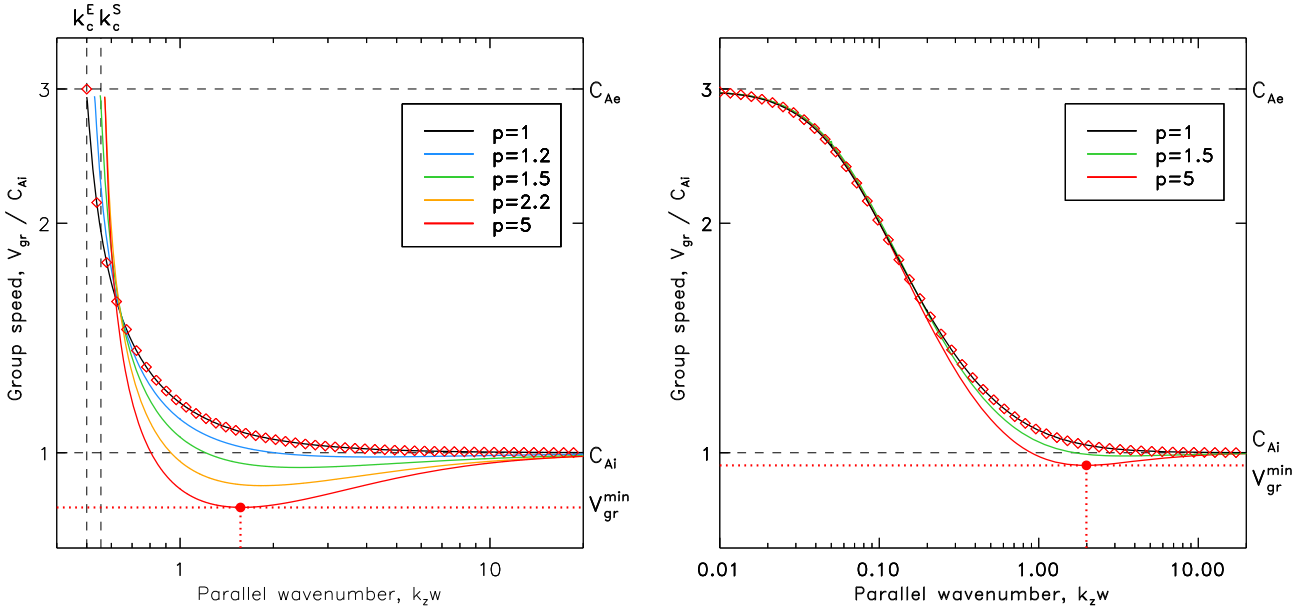 k_c^E k_c^S
Group speed, V_gr / C_Ai
3
2
1
C_Ae
C_Ai
V_gr^min
p=1
p=1.2
p=1.5
p=2.2
p=5
1
10
Parallel wavenumber, k_z w
Group speed, V_gr / C_Ai
3
2
1
C_Ae
C_Ai
V_gr^min
p=1
p=1.5
p=5
0.01
0.10
1.00
10.00
Parallel wavenumber, k_z w